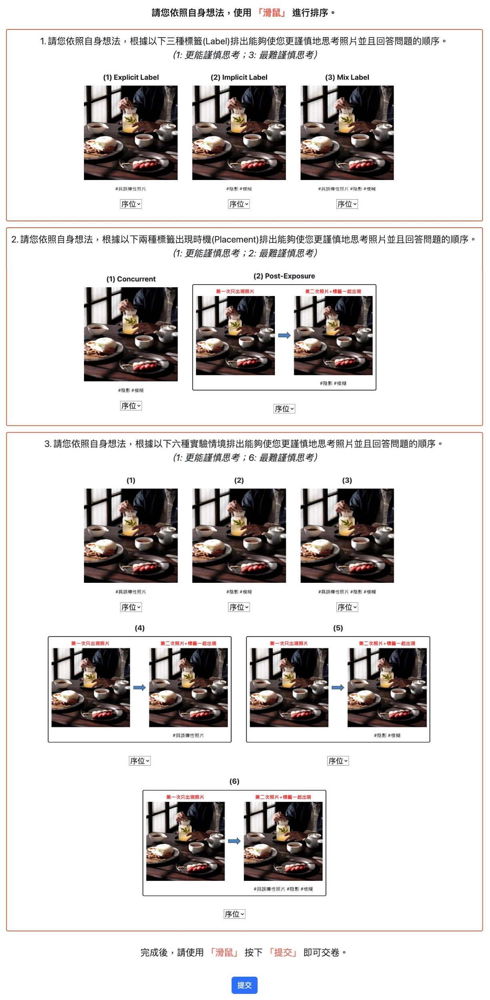 請您依照自身想法，使用「滑鼠」進行排序。
1. 請您依照自身想法，根據以下三種標籤(Label)排出能夠使您更謹慎地思考照片並且回答問題的順序。
（1: 更能謹慎思考；3: 最難謹慎思考）
(1) Explicit Label (2) Implicit Label (3) Mix Label
#具誤導性照片 #陰影 #模糊 #具誤導性照片 #陰影 #模糊
序位 序位 序位
2. 請您依照自身想法，根據以下兩種標籤出現時機(Placement)排出能夠使您更謹慎地思考照片並且回答問題的順序。
（1: 更能謹慎思考；2: 最難謹慎思考）
(1) Concurrent (2) Post-Exposure
第一次只出現照片 第二次照片+標籤一起出現
#陰影 #模糊 #陰影 #模糊
序位 序位
3. 請您依照自身想法，根據以下六種實驗情境排出能夠使您更謹慎地思考照片並且回答問題的順序。
（1: 更能謹慎思考；6: 最難謹慎思考）
(1) (2) (3)
#具誤導性照片 #陰影 #模糊 #具誤導性照片 #陰影 #模糊
序位 序位 序位
(4) (5)
第一次只出現照片 第二次照片+標籤一起出現 第一次只出現照片 第二次照片+標籤一起出現
#具誤導性照片 #陰影 #模糊
序位 序位
(6)
第一次只出現照片 第二次照片+標籤一起出現
#具誤導性照片 #陰影 #模糊
序位
完成後，請使用「滑鼠」按下「提交」即可交卷。
提交